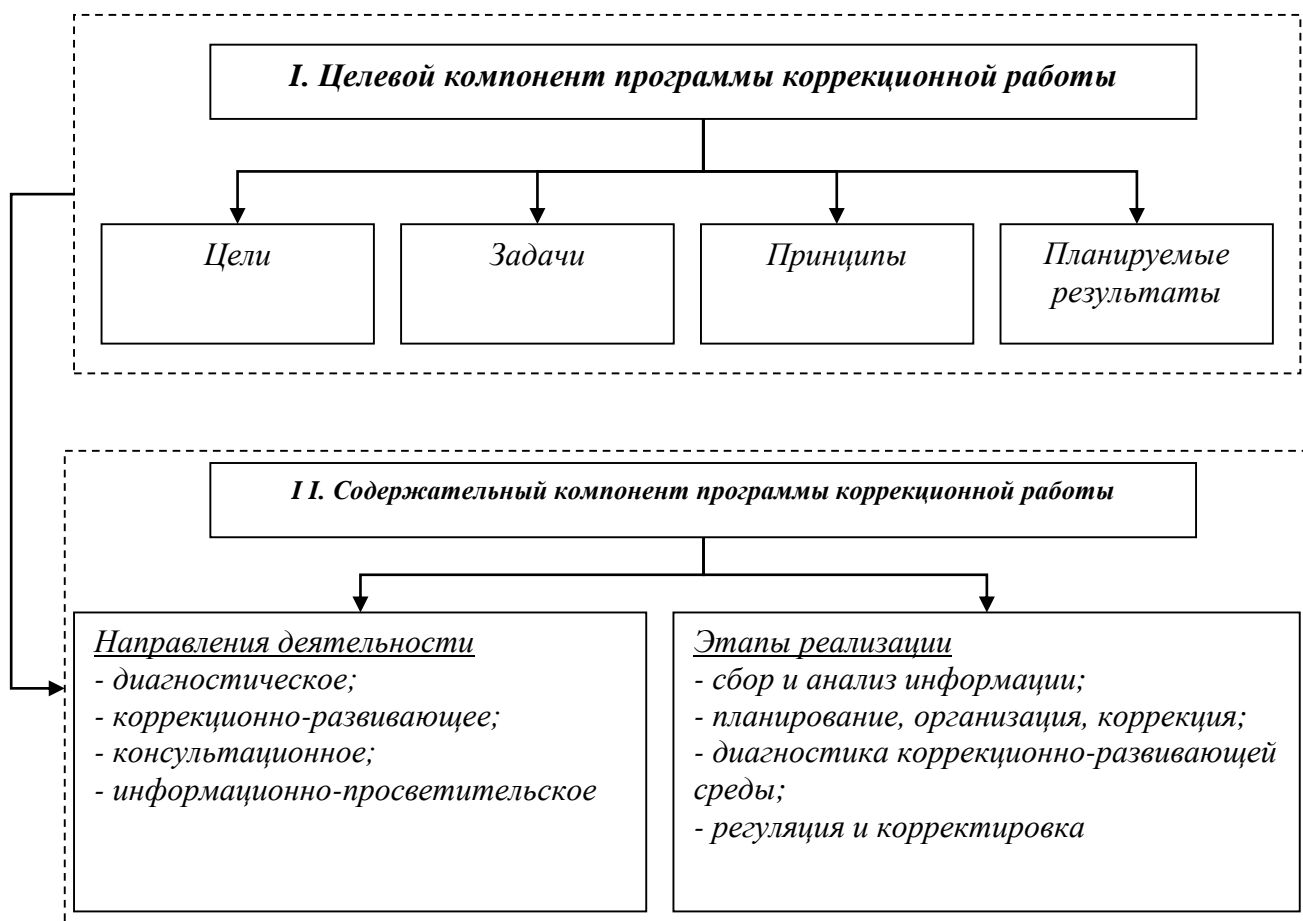 I. Целевой компонент программы коррекционной работы
Цели
Задачи
Принципы
Планируемые
результаты
I I. Содержательный компонент программы коррекционной работы
Направления деятельности
- диагностическое;
- коррекционно-развивающее;
- консультационное;
- информационно-просветительское
Этапы реализации
- сбор и анализ информации;
- планирование, организация, коррекция;
- диагностика коррекционно-развивающей
среды;
- регуляция и корректировка